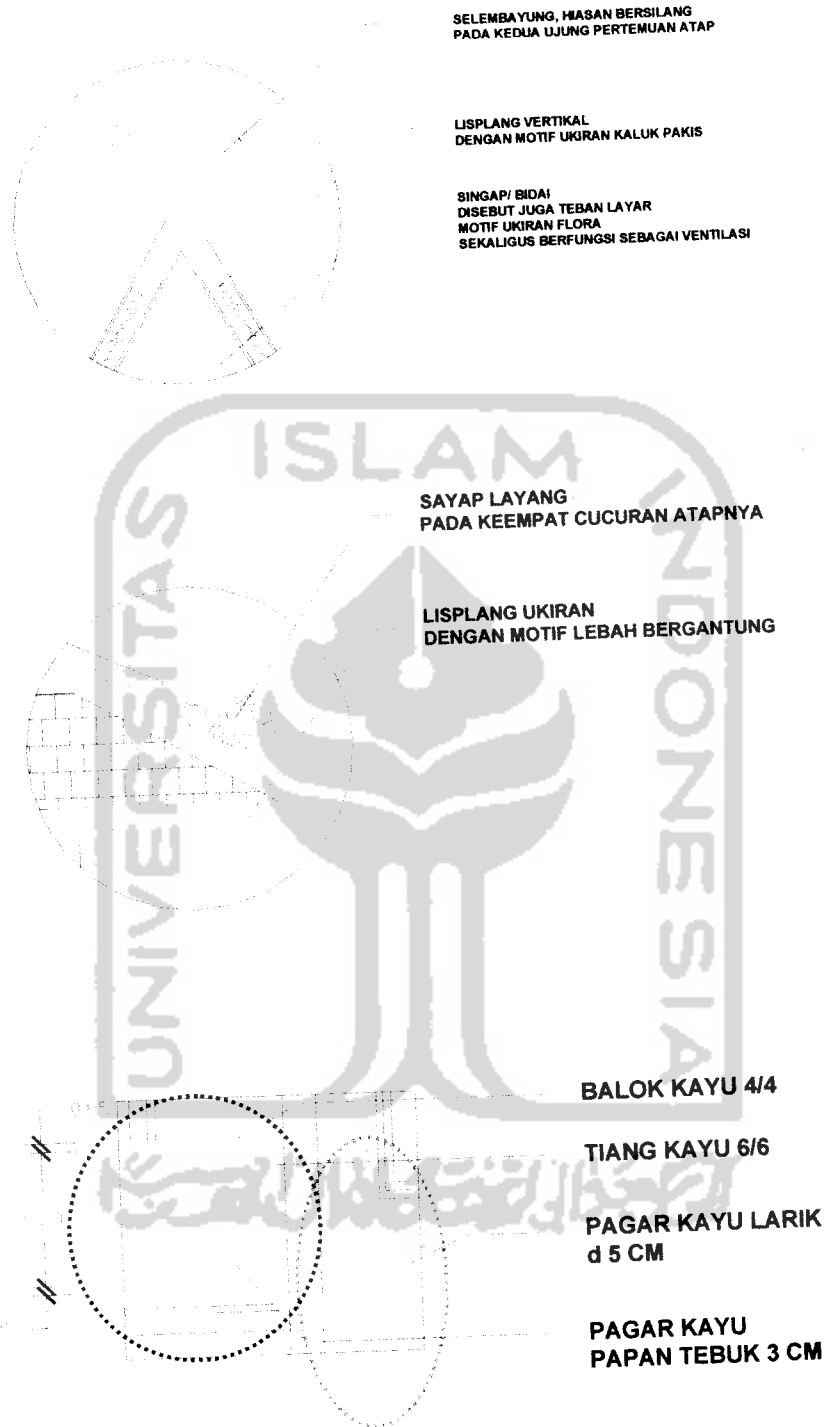 SELEMBAYUNG, HIASAN BERSILANG
PADA KEDUA UJUNG PERTEMUAN ATAP
LISPLANG VERTIKAL
DENGAN MOTIF UKIRAN KALUK PAKIS
SINGAP/ BIDAI
DISEBUT JUGA TEBAN LAYAR
MOTIF UKIRAN FLORA
SEKALIGUS BERFUNGSI SEBAGAI VENTILASI
ISLAM
UNIVERSITAS
INDONESIA
SAYAP LAYANG
PADA KEEMPAT CUCURAN ATAPNYA
LISPLANG UKIRAN
DENGAN MOTIF LEBAH BERGANTUNG
BALOK KAYU 4/4
TIANG KAYU 6/6
PAGAR KAYU LARIK
d 5 CM
PAGAR KAYU
PAPAN TEBUK 3 CM